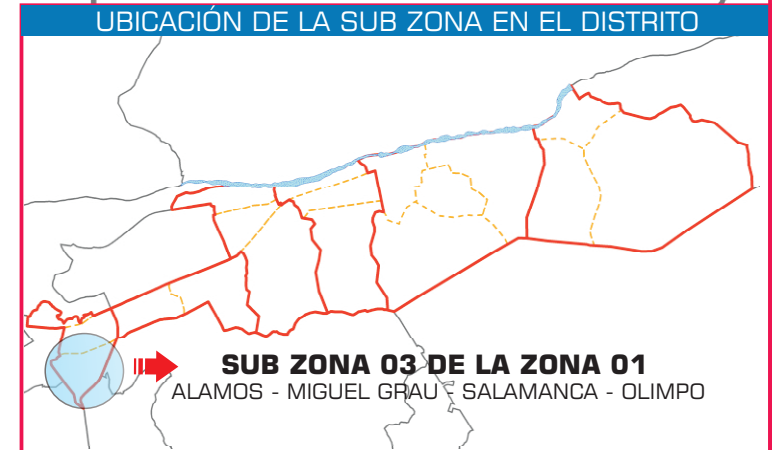 UBICACIÓN DE LA SUB ZONA EN EL DISTRITO
SUB ZONA 03 DE LA ZONA 01
ALAMOS - MIGUEL GRAU - SALAMANCA - OLIMPO